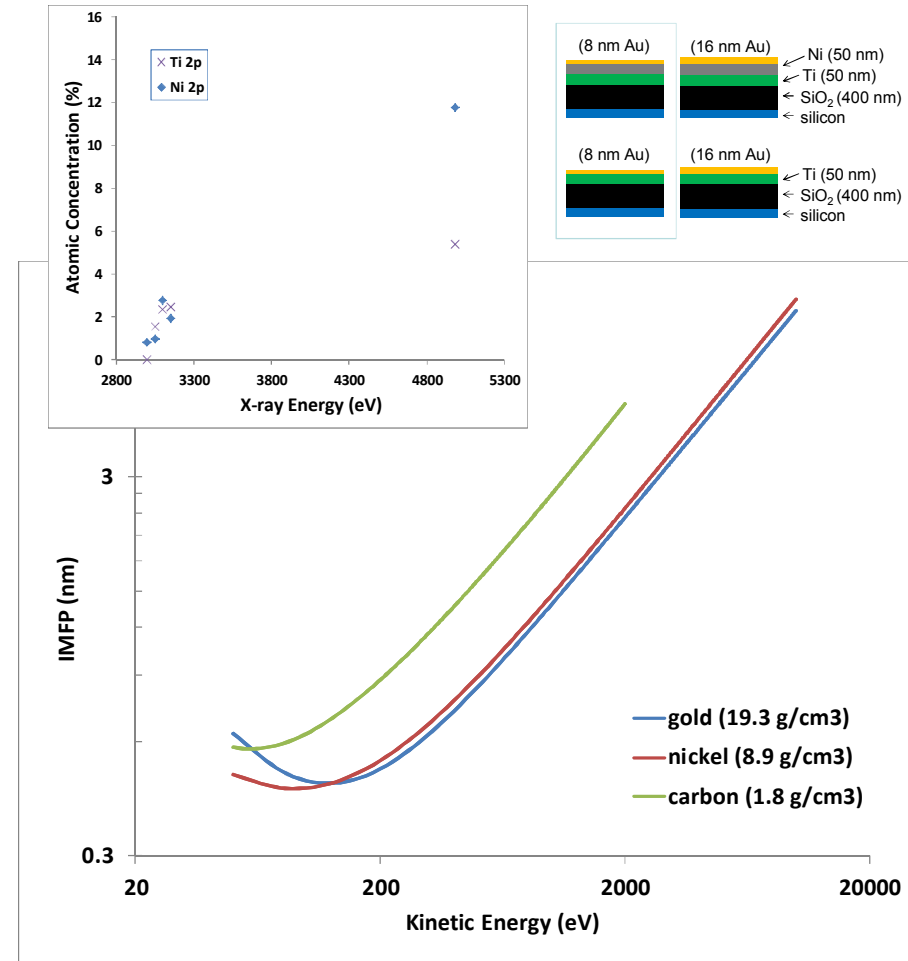 16
14
12
10
8
6
4
2
0
Atomic Concentration (%)
Ti 2p
Ni 2p
2800 3300 3800 4300 4800 5300
X-ray Energy (eV)
(8 nm Au) (16 nm Au)
Ni (50 nm)
Ti (50 nm)
SiO₂ (400 nm)
silicon
(8 nm Au) (16 nm Au)
Ti (50 nm)
SiO₂ (400 nm)
silicon
3
0.3
IMFP (nm)
gold (19.3 g/cm3)
nickel (8.9 g/cm3)
carbon (1.8 g/cm3)
20 200 2000 20000
Kinetic Energy (eV)